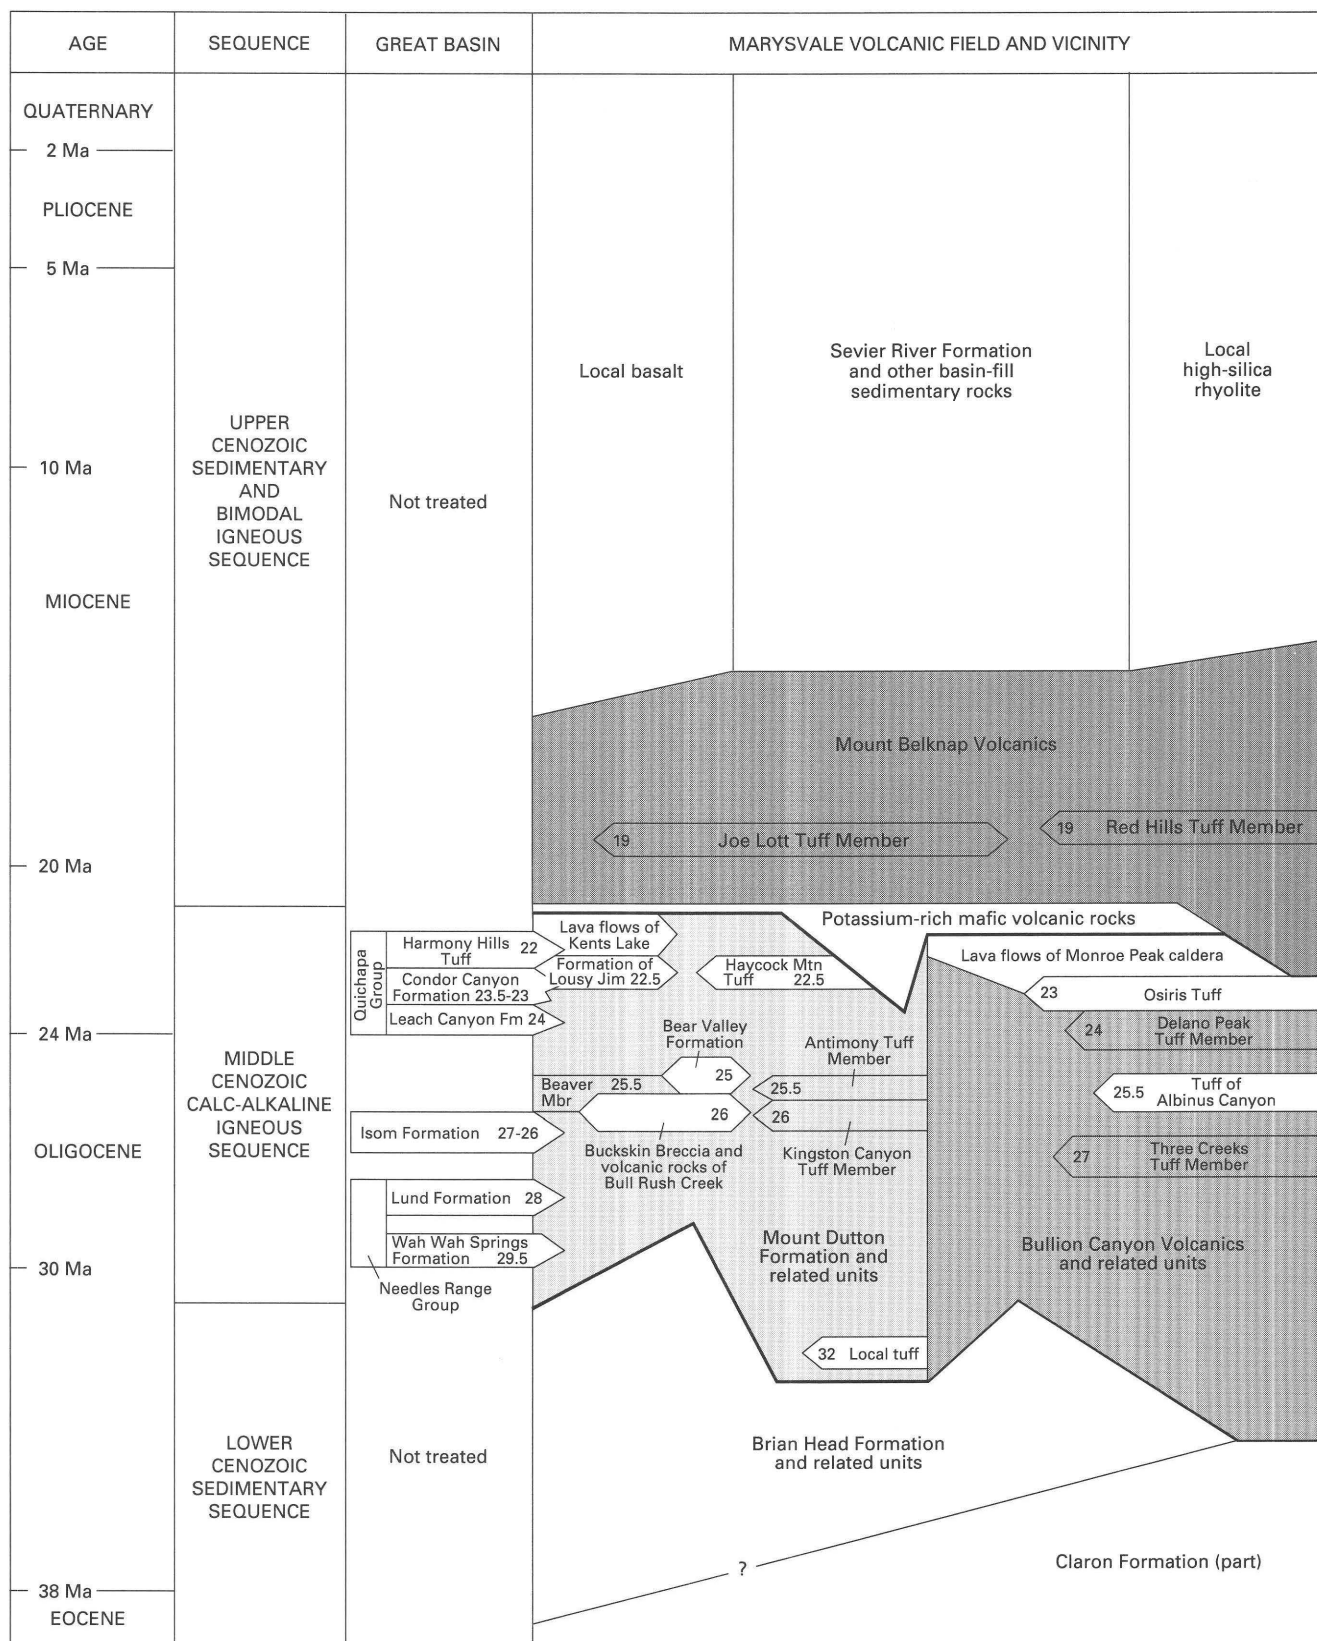 AGE
SEQUENCE
GREAT BASIN
MARYSVALE VOLCANIC FIELD AND VICINITY
QUATERNARY
2 Ma
PLIOCENE
5 Ma
10 Ma
MIOCENE
20 Ma
24 Ma
OLIGOCENE
30 Ma
38 Ma
EOCENE
UPPER
CENOZOIC
SEDIMENTARY
AND
BIMODAL
IGNEOUS
SEQUENCE
MIDDLE
CENOZOIC
CALC-ALKALINE
IGNEOUS
SEQUENCE
LOWER
CENOZOIC
SEDIMENTARY
SEQUENCE
Not treated
Quichapa
Group
Harmony Hills
Tuff 22
Condor Canyon
Formation 23.5-23
Leach Canyon Fm 24
Isom Formation 27-26
Lund Formation 28
Wah Wah Springs
Formation 29.5
Needles Range
Group
Not treated
Local basalt
Sevier River Formation
and other basin-fill
sedimentary rocks
Local
high-silica
rhyolite
Mount Belknap Volcanics
19 Joe Lott Tuff Member
19 Red Hills Tuff Member
Potassium-rich mafic volcanic rocks
Lava flows of
Kents Lake
Formation of
Lousy Jim 22.5
Haycock Mtn
Tuff 22.5
Lava flows of Monroe Peak caldera
23 Osiris Tuff
24 Delano Peak
Tuff Member
Bear Valley
Formation
25
Antimony Tuff
Member
25.5
Beaver 25.5
Mbr
26
Buckskin Breccia and
volcanic rocks of
Bull Rush Creek
26
Kingston Canyon
Tuff Member
25.5 Tuff of
Albinus Canyon
27 Three Creeks
Tuff Member
Mount Dutton
Formation and
related units
Bullion Canyon Volcanics
and related units
32 Local tuff
Brian Head Formation
and related units
?
Claron Formation (part)